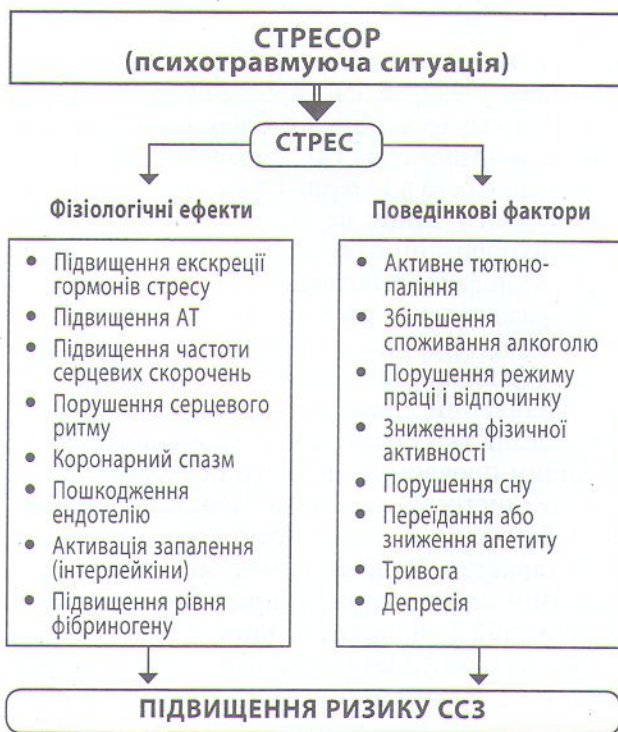 СТРЕСОР
(психотравмуюча ситуація)
СТРЕС
Фізіологічні ефекти
• Підвищення екскреції
гормонів стресу
• Підвищення АТ
• Підвищення частоти
серцевих скорочень
• Порушення серцевого
ритму
• Коронарний спазм
• Пошкодження
ендотелію
• Активація запалення
(інтерлейкіни)
• Підвищення рівня
фібриногену
Поведінкові фактори
• Активне тютюно-
паління
• Збільшення
споживання алкоголю
• Порушення режиму
праці і відпочинку
• Зниження фізичної
активності
• Порушення сну
• Переїдання або
зниження апетиту
• Тривога
• Депресія
ПІДВИЩЕННЯ РИЗИКУ ССЗ